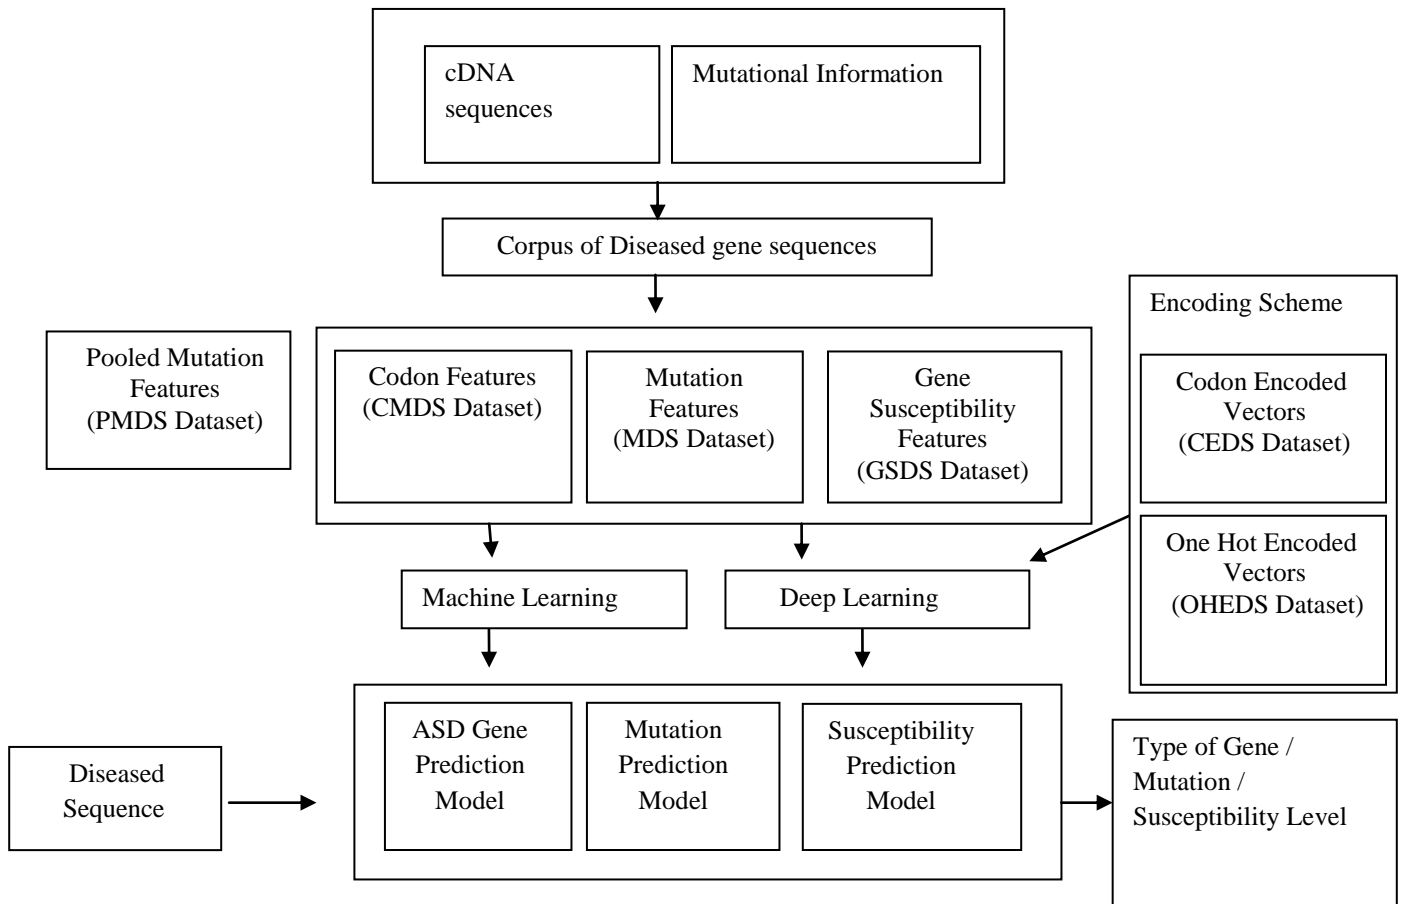 cDNA
sequences
Mutational Information
Corpus of Diseased gene sequences
Pooled Mutation
Features
(PMDS Dataset)
Codon Features
(CMDS Dataset)
Mutation
Features
(MDS Dataset)
Gene
Susceptibility
Features
(GSDS Dataset)
Encoding Scheme
Codon Encoded
Vectors
(CEDS Dataset)
One Hot Encoded
Vectors
(OHEDS Dataset)
Machine Learning
Deep Learning
Diseased
Sequence
ASD Gene
Prediction
Model
Mutation
Prediction
Model
Susceptibility
Prediction
Model
Type of Gene /
Mutation /
Susceptibility Level